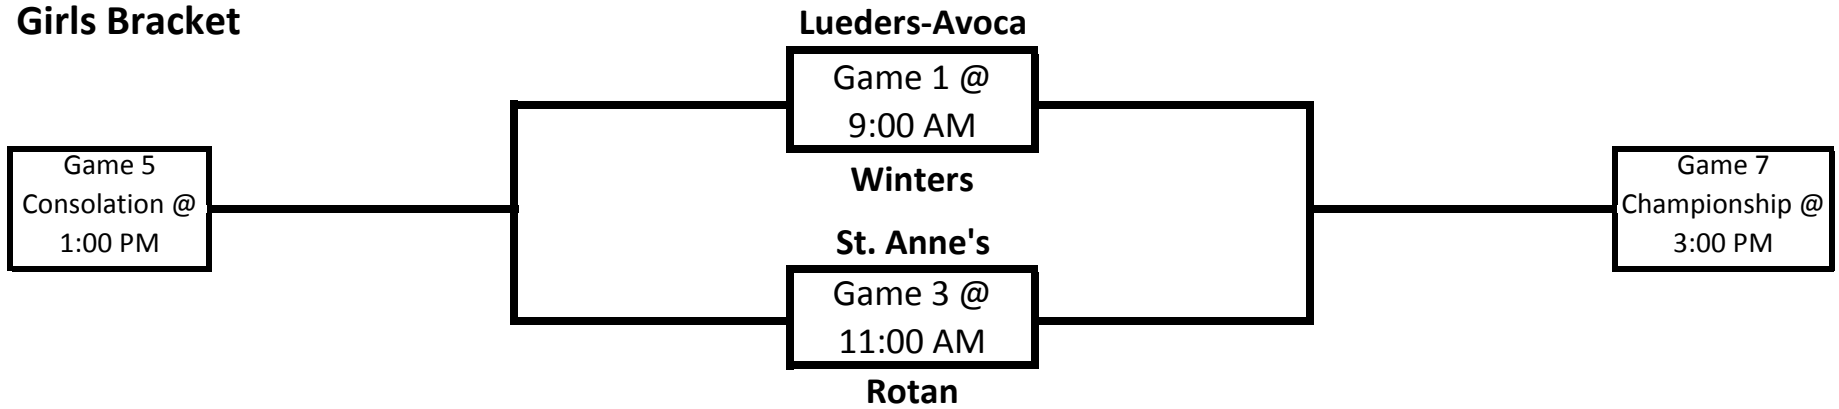 Girls Bracket
Lueders-Avoca
Game 1 @
9:00 AM
Winters
Game 5
Consolation @
1:00 PM
St. Anne's
Game 3 @
11:00 AM
Rotan
Game 7
Championship @
3:00 PM